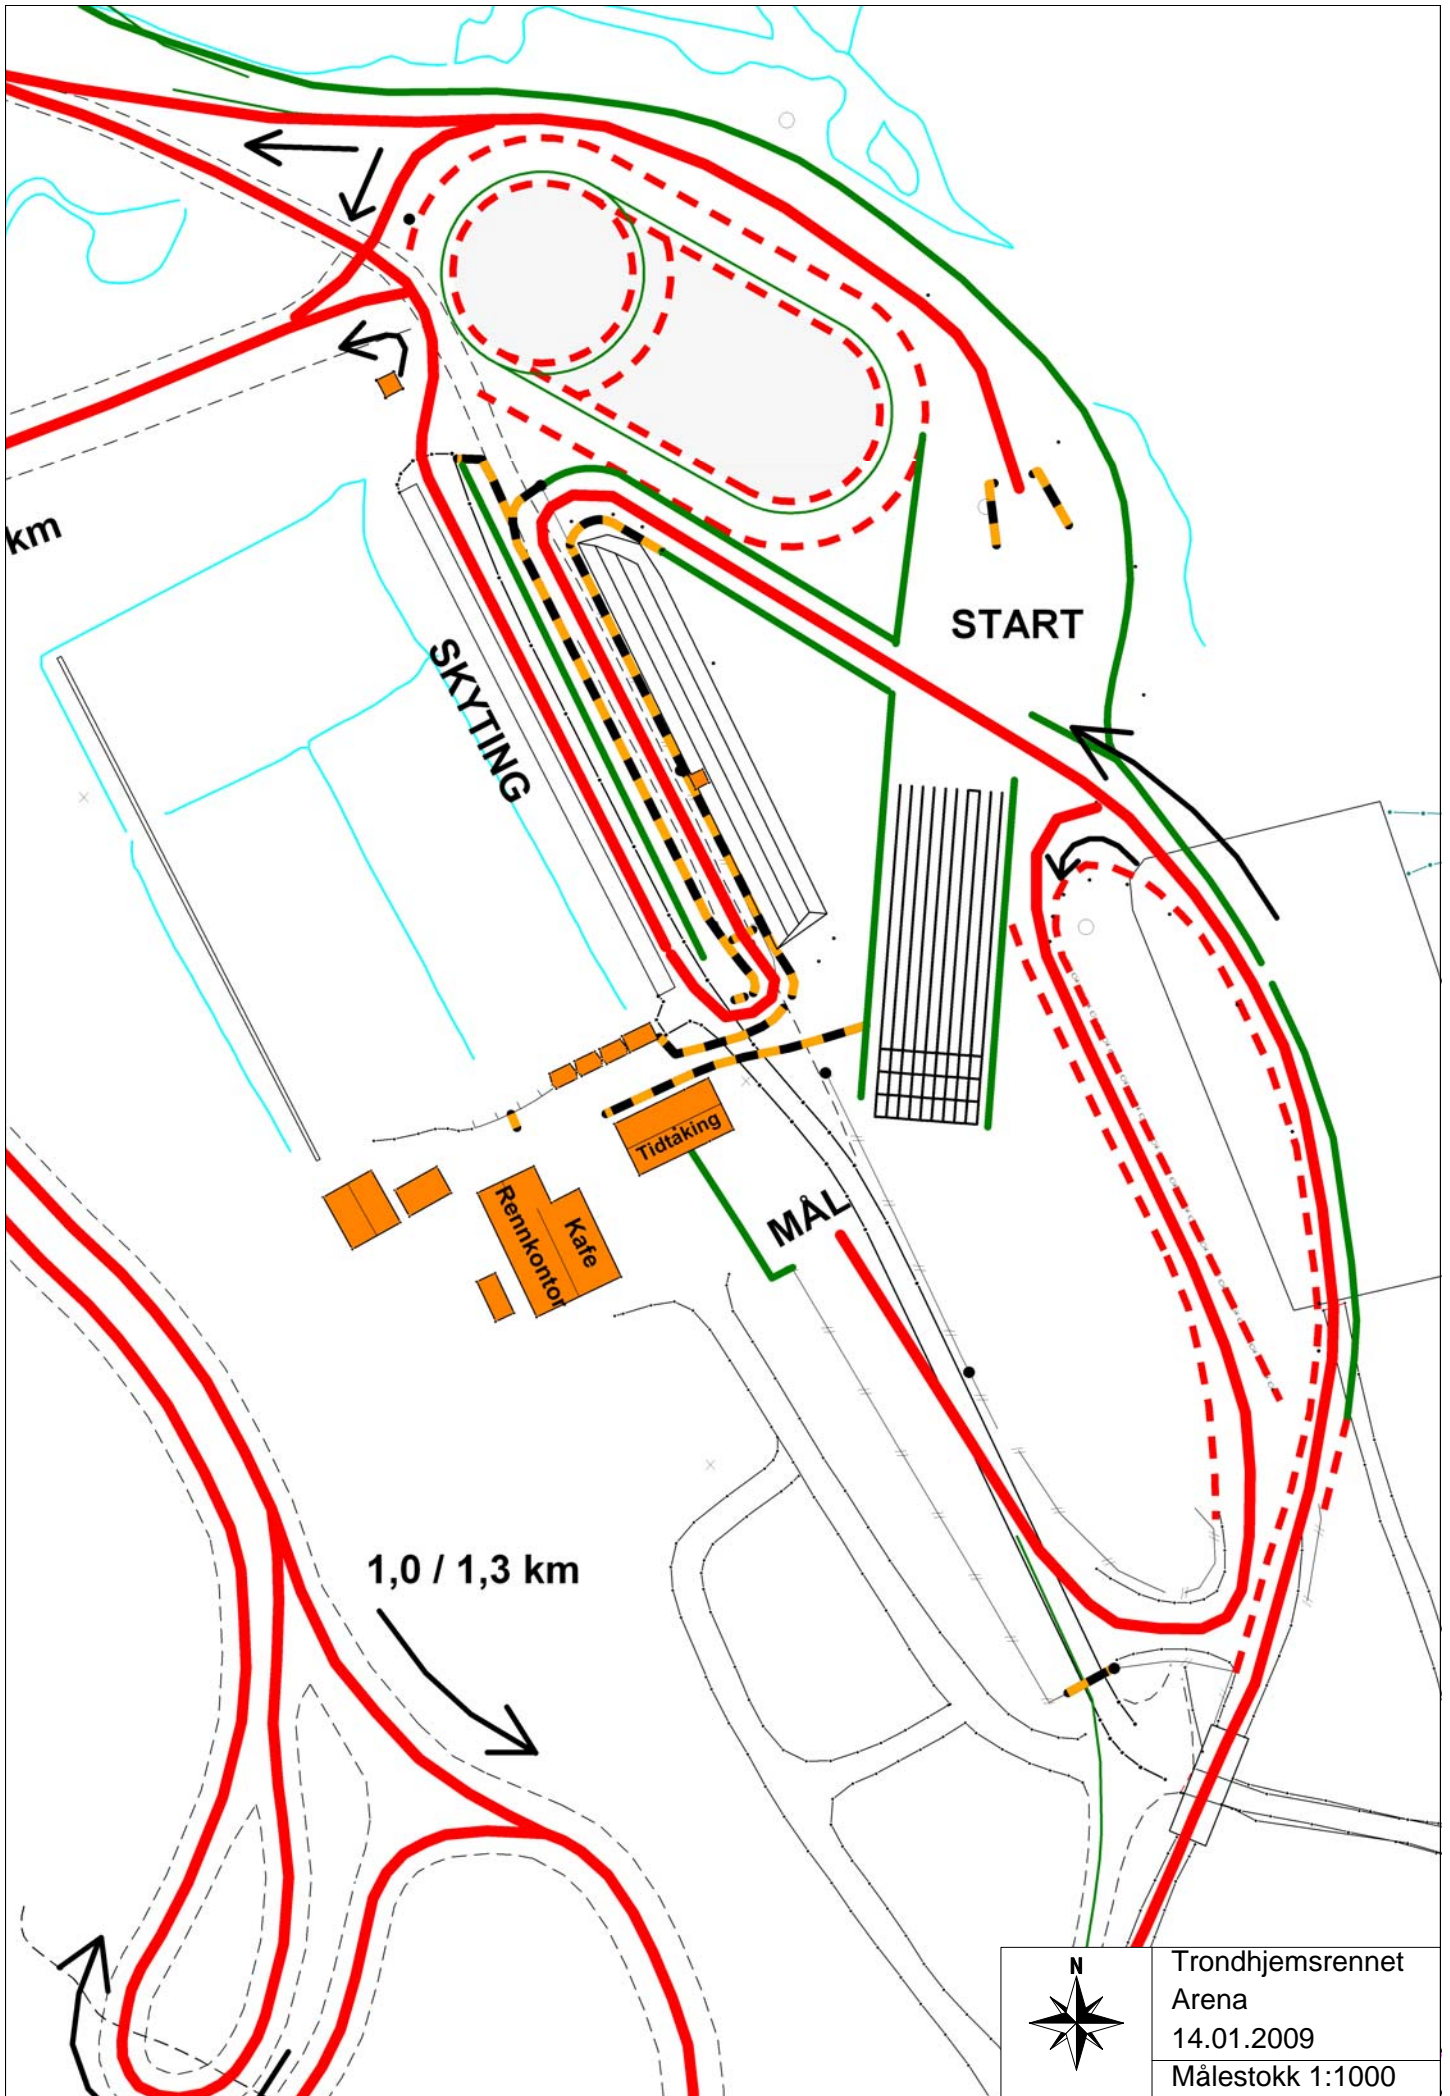 km
START
SKYTING
Tidtaking
Rennkontor
Kafe
MÅL
1,0 / 1,3 km
N
Trondhjemsrennet
Arena
14.01.2009
Målestokk 1:1000